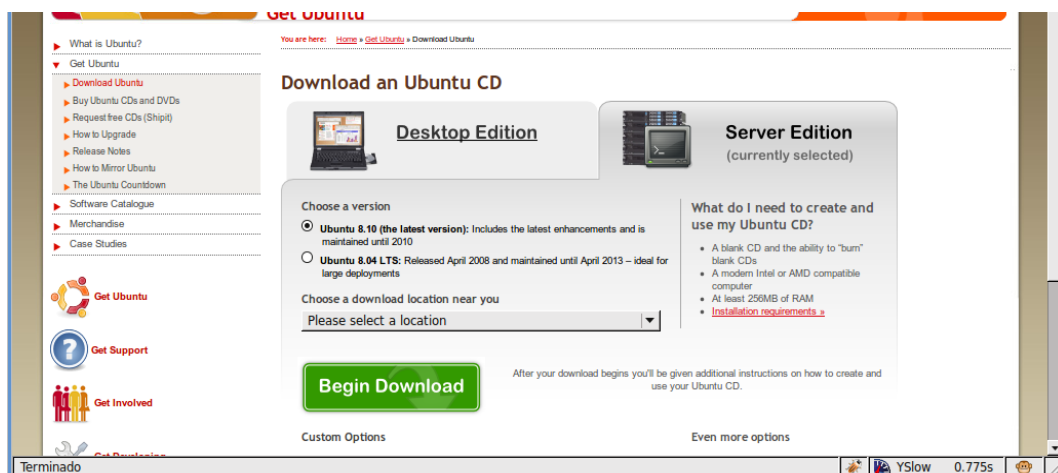 Get Ubuntu
You are here: Home » Get Ubuntu » Download Ubuntu
What is Ubuntu?
Get Ubuntu
Download Ubuntu
Buy Ubuntu CDs and DVDs
Request free CDs (Shipit)
How to Upgrade
Release Notes
How to Mirror Ubuntu
The Ubuntu Countdown
Software Catalogue
Merchandise
Case Studies
Get Ubuntu
Get Support
Get Involved
Get Developing
Download an Ubuntu CD
Desktop Edition
Server Edition
(currently selected)
Choose a version
Ubuntu 8.10 (the latest version): Includes the latest enhancements and is
maintained until 2010
Ubuntu 8.04 LTS: Released April 2008 and maintained until April 2013 – ideal for
large deployments
Choose a download location near you
Please select a location
What do I need to create and
use my Ubuntu CD?
A blank CD and the ability to "burn"
blank CDs
A modern Intel or AMD compatible
computer
At least 256MB of RAM
Installation requirements »
Begin Download
After your download begins you'll be given additional instructions on how to create and
use your Ubuntu CD.
Custom Options
Even more options
Terminado
YSlow
0.775s